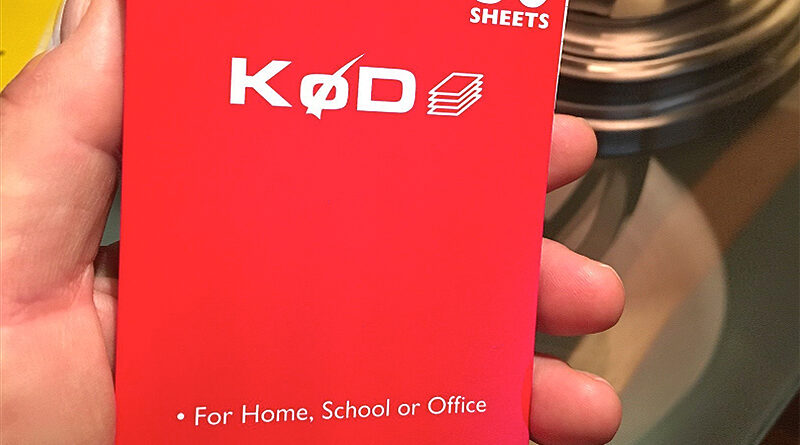 SHEETS
KØD
• For Home, School or Office